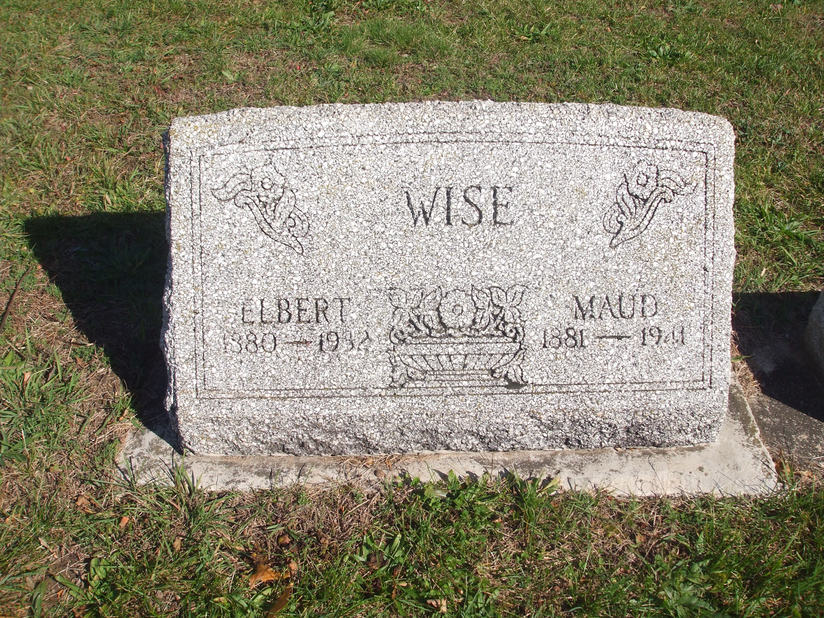 WISE
ELBERT MAUD
1880 — 1932 1881 — 1941